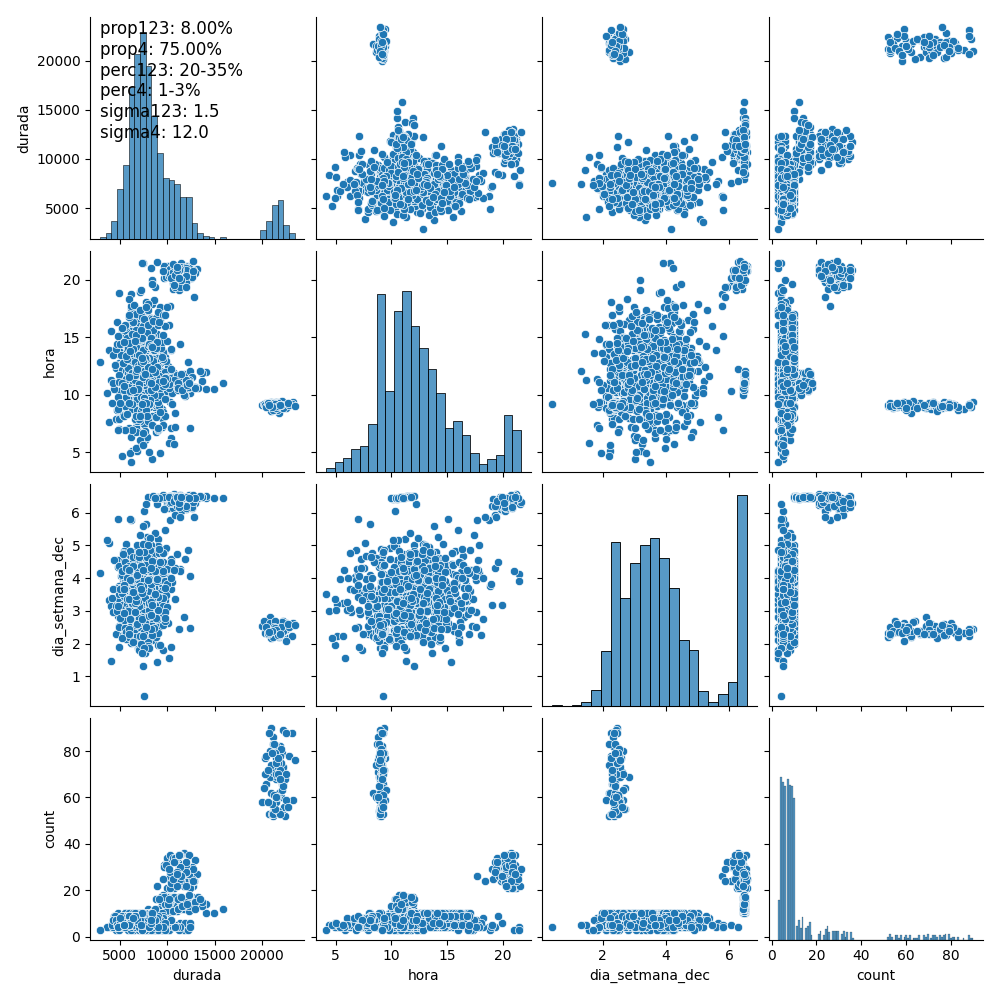 prop123: 8.00%
prop4: 75.00%
perc123: 20-35%
perc4: 1-3%
sigma123: 1.5
sigma4: 12.0
durada
20000
15000
10000
5000
hora
20
15
10
5
dia_setmana_dec
6
5
4
3
2
1
count
80
60
40
20
0
5000 10000 15000 20000
durada
5 10 15 20
hora
2 4 6
dia_setmana_dec
0 20 40 60 80
count